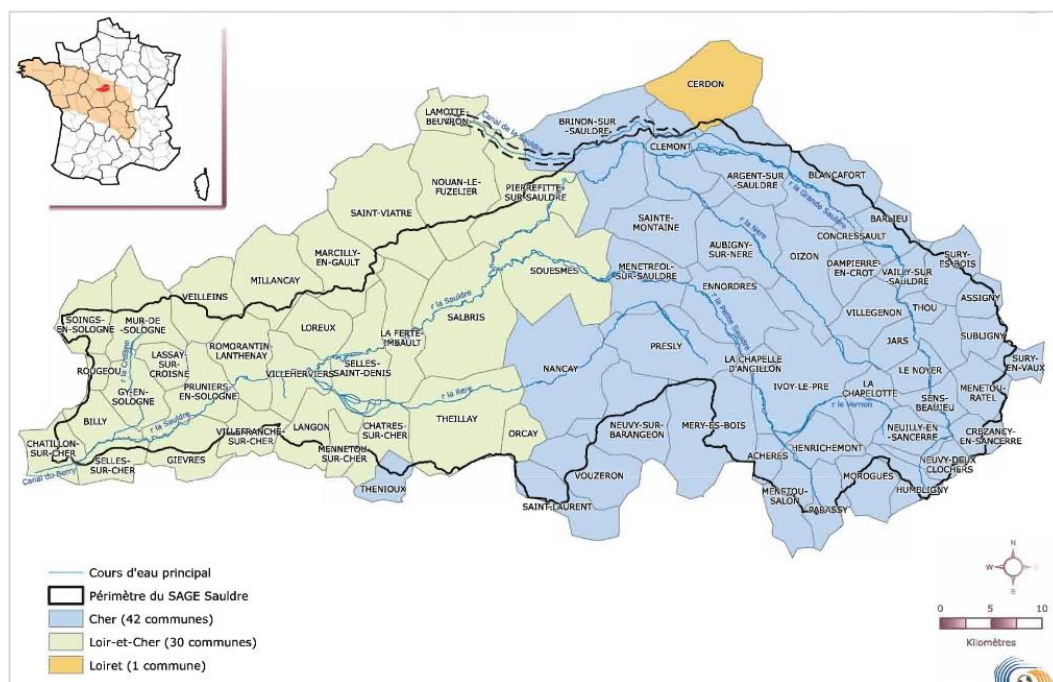 CERDON
LAMOTTE-
BEUVRON
Canal de la Sauldre
BRINON-SUR
-SAULDRE
CLEMONT
ARGENT-SUR
-SAULDRE
BLANCAFORT
NOUAN-LE-
FUZELIER
PIERREFITTE-
SUR-SAULDRE
r la Grande Sauldre
BARLIEU
SAINT-VIATRE
SAINTE-
MONTAINE
r la Nere
CONCRESSAULT
AUBIGNY-
SUR-NERE
OIZON
DAMPIERRE-
EN-CROT
VAILLY-SUR
-SAULDRE
SURY-
ES-BOIS
MARCILLY-
EN-GAULT
SOUESMES
MENETREOL-
SUR-SAULDRE
MILLANCAY
ENNORDRES
ASSIGNY
VEILLEINS
r la Sauldre
r la Petite Sauldre
VILLEGENON
THOU
SOINGS-
EN-SOLOGNE
MUR-DE
-SOLOGNE
LOREUX
LA FERTE-
IMBAULT
SALBRIS
SUBLIGNY
JARS
PRESLY
ROUGEOU
r la Croisne
LASSAY-
SUR-
CROISNE
ROMORANTIN-
LANTHENAY
VILLEHERVIERS
SELLES-
SAINT-DENIS
NANCAY
LA CHAPELLE
D'ANGILLON
LE NOYER
SURY-
EN-VAUX
GY-EN-
SOLOGNE
PRUNIERS-
EN-SOLOGNE
r la Rere
IVOY-LE-PRE
LA
CHAPELOTTE
SENS-
BEAUJEU
MENETOU-
RATEL
BILLY
r la Sauldre
VILLEFRANCHE-
SUR-CHER
LANGON
CHATRES-
SUR-CHER
THEILLAY
ORCAY
NEUVY-SUR-
BARANGEON
MERY-ES-BOIS
r le Vernon
NEUILLY-EN
-SANCERRE
CREZANCY-
EN-SANCERRE
CHATILLON-
SUR-CHER
SELLES-
SUR-CHER
GIEVRES
MENNETOU-
SUR-CHER
HENRICHEMONT
ACHERES
NEUVY-DEUX
CLOCHERS
Canal du Berry
THENIOUX
VOUZERON
MOROGUES
HUMBLIGNY
SAINT-LAURENT
MENETOU-
SALON
PARASSY
Cours d'eau principal
Périmètre du SAGE Sauldre
Cher (42 communes)
Loir-et-Cher (30 communes)
Loiret (1 commune)
N
W
S
0 5 10
Kilomètres